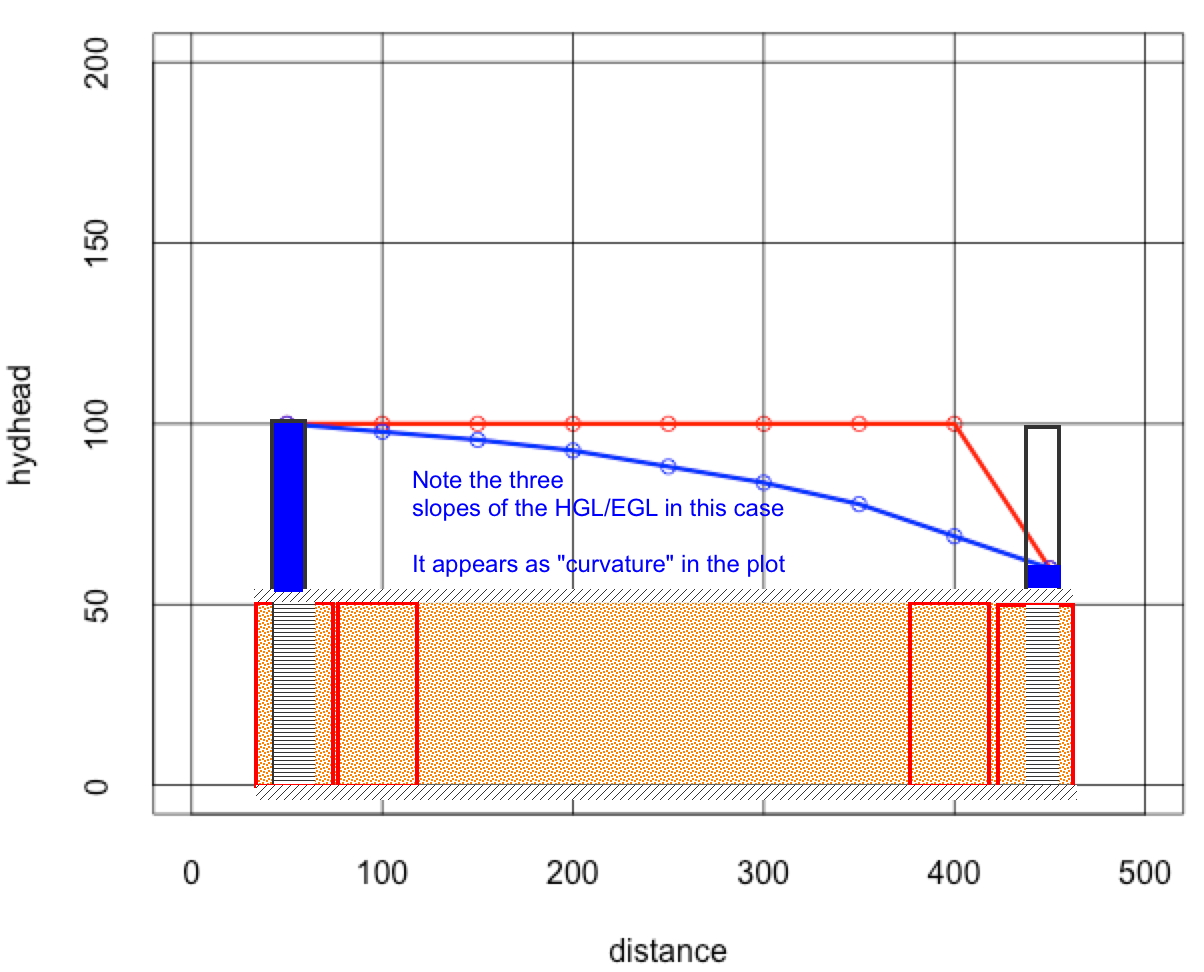 200
150
100
50
0
hydhead
Note the three
slopes of the HGL/EGL in this case
It appears as "curvature" in the plot
0 100 200 300 400 500
distance